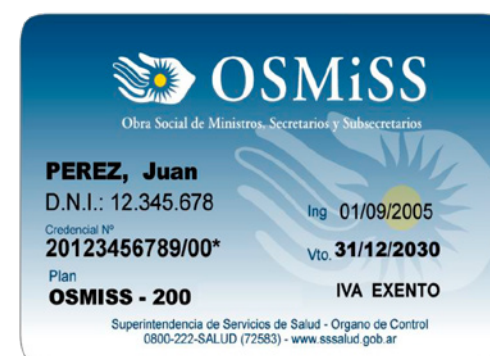 OSMiSS
Obra Social de Ministros, Secretarios y Subsecretarios
PEREZ, Juan
D.N.I.: 12.345.678
Ing 01/09/2005
Credencial Nº
20123456789/00*
Vto. 31/12/2030
Plan
OSMISS - 200
IVA EXENTO
Superintendencia de Servicios de Salud - Organo de Control
0800-222-SALUD (72583) - www.sssalud.gob.ar